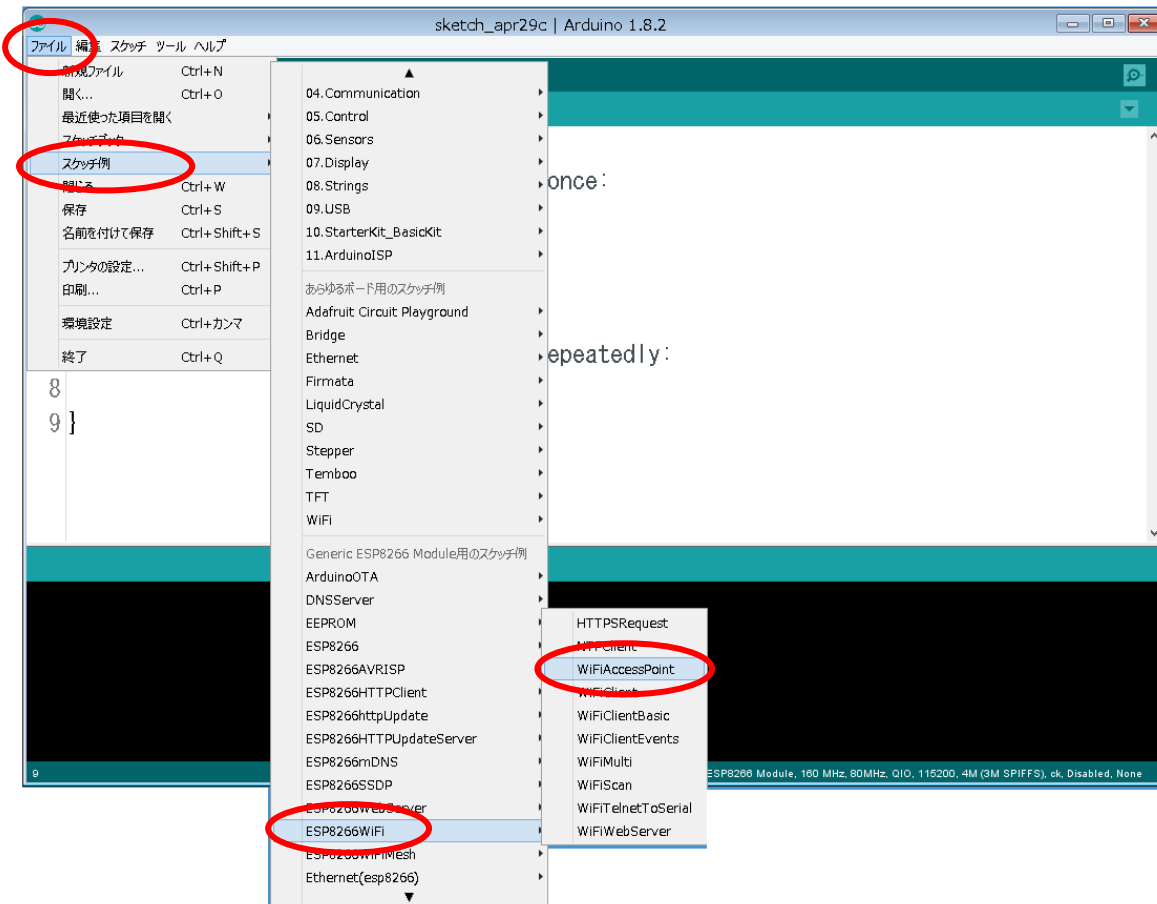 sketch_apr29c | Arduino 1.8.2
ファイル 編集 スケッチ ツール ヘルプ
新規ファイル Ctrl+N
開く... Ctrl+O
最近使った項目を開く
スケッチブック
スケッチ例
閉じる Ctrl+W
保存 Ctrl+S
名前を付けて保存 Ctrl+Shift+S
プリンタの設定... Ctrl+Shift+P
印刷... Ctrl+P
環境設定 Ctrl+カンマ
終了 Ctrl+Q
04.Communication
05.Control
06.Sensors
07.Display
08.Strings
09.USB
10.StarterKit_BasicKit
11.ArduinoISP
あらゆるボード用のスケッチ例
Adafruit Circuit Playground
Bridge
Ethernet
Firmata
LiquidCrystal
SD
Stepper
Temboo
TFT
WiFi
Generic ESP8266 Module用のスケッチ例
ArduinoOTA
DNSServer
EEPROM
ESP8266
ESP8266AVRISP
ESP8266HTTPClient
ESP8266httpUpdate
ESP8266HTTPUpdateServer
ESP8266mDNS
ESP8266SSDP
ESP8266WebServer
ESP8266WiFi
ESP8266WiFiMesh
Ethernet(esp8266)
HTTPSRequest
NTPClient
WiFiAccessPoint
WiFiClient
WiFiClientBasic
WiFiClientEvents
WiFiMulti
WiFiScan
WiFiTelnetToSerial
WiFiWebServer
once:
epeatedly:
8
9 }
9
ESP8266 Module, 160 MHz, 80MHz, QIO, 115200, 4M (3M SPIFFS), ck, Disabled, None